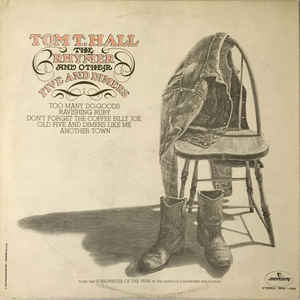 TOM T. HALL
THE
RHYMER
AND OTHER
FIVE AND DIMERS
TOO MANY DO-GOODS
RAVISHING RUBY
DON'T FORGET THE COFFEE BILLY JOE
OLD FIVE AND DIMERS LIKE ME
ANOTHER TOWN
mercury